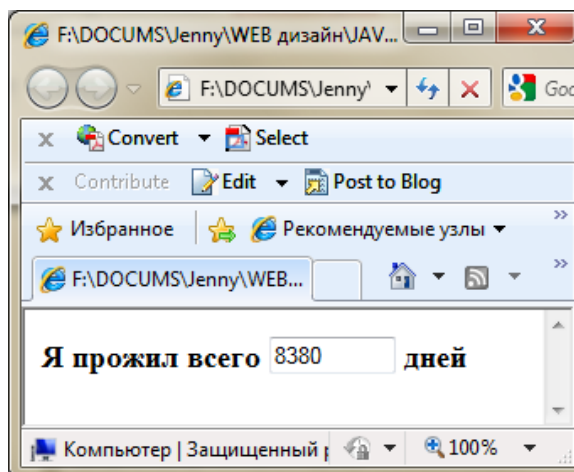 F:\DOCUMS\Jenny\WEB дизайн\JAV...
F:\DOCUMS\Jenny\ Goo
x Convert Select
x Contribute Edit Post to Blog
Избранное Рекомендуемые узлы »
F:\DOCUMS\Jenny\WEB... »
Я прожил всего 8380 дней
Компьютер | Защищенный 100%